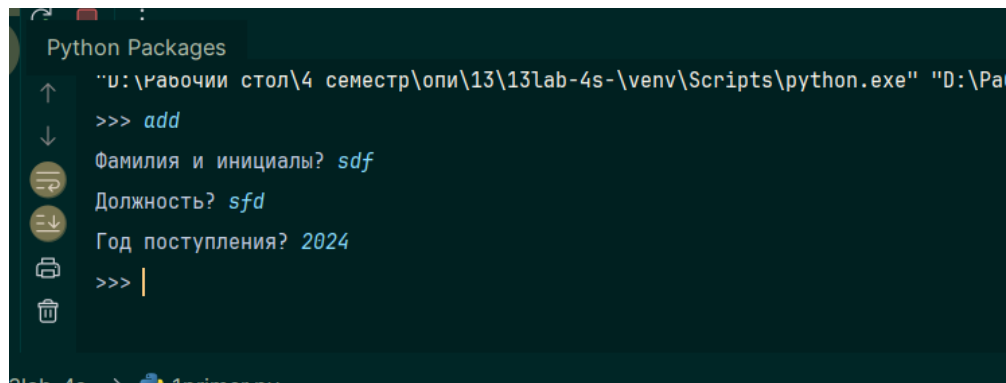 Python Packages
"D:\Рабочий стол\4 семестр\опи\13\13lab-4s-\venv\Scripts\python.exe" "D:\Ра
>>> add
Фамилия и инициалы? sdf
Должность? sfd
Год поступления? 2024
>>>